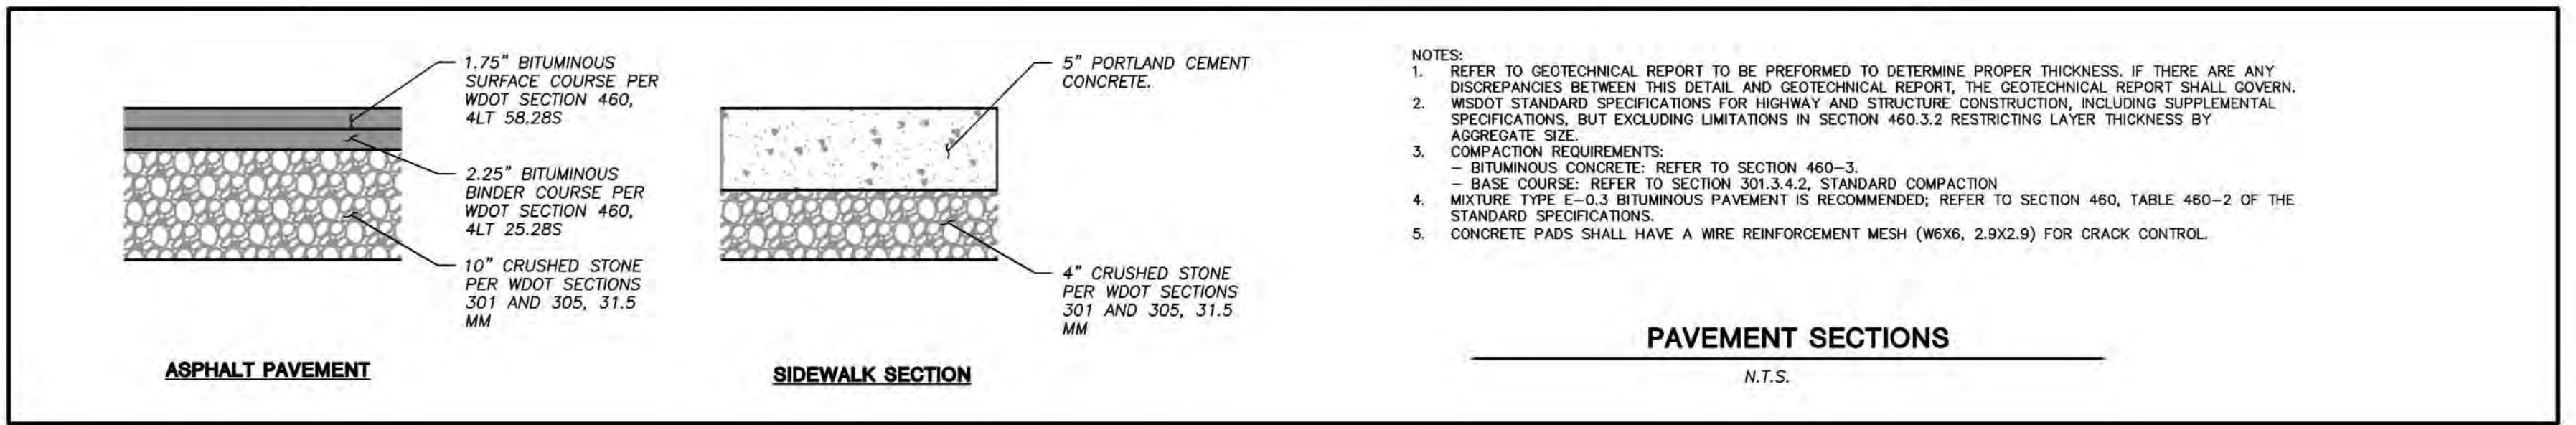 1.75" BITUMINOUS
SURFACE COURSE PER
WDOT SECTION 460,
4LT 58.28S
2.25" BITUMINOUS
BINDER COURSE PER
WDOT SECTION 460,
4LT 25.28S
10" CRUSHED STONE
PER WDOT SECTIONS
301 AND 305, 31.5
MM
ASPHALT PAVEMENT
5" PORTLAND CEMENT
CONCRETE.
4" CRUSHED STONE
PER WDOT SECTIONS
301 AND 305, 31.5
MM
SIDEWALK SECTION
NOTES:
1. REFER TO GEOTECHNICAL REPORT TO BE PREFORMED TO DETERMINE PROPER THICKNESS. IF THERE ARE ANY
DISCREPANCIES BETWEEN THIS DETAIL AND GEOTECHNICAL REPORT, THE GEOTECHNICAL REPORT SHALL GOVERN.
2. WISDOT STANDARD SPECIFICATIONS FOR HIGHWAY AND STRUCTURE CONSTRUCTION, INCLUDING SUPPLEMENTAL
SPECIFICATIONS, BUT EXCLUDING LIMITATIONS IN SECTION 460.3.2 RESTRICTING LAYER THICKNESS BY
AGGREGATE SIZE.
3. COMPACTION REQUIREMENTS:
– BITUMINOUS CONCRETE: REFER TO SECTION 460–3.
– BASE COURSE: REFER TO SECTION 301.3.4.2, STANDARD COMPACTION
4. MIXTURE TYPE E–0.3 BITUMINOUS PAVEMENT IS RECOMMENDED; REFER TO SECTION 460, TABLE 460–2 OF THE
STANDARD SPECIFICATIONS.
5. CONCRETE PADS SHALL HAVE A WIRE REINFORCEMENT MESH (W6X6, 2.9X2.9) FOR CRACK CONTROL.
PAVEMENT SECTIONS
N.T.S.